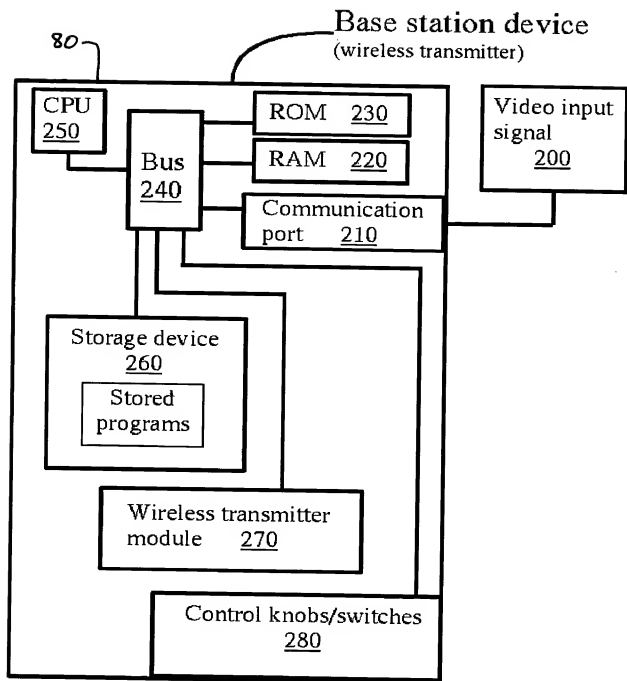 80
Base station device
(wireless transmitter)
CPU
250
ROM 230
Video input
signal
200
Bus
240
RAM 220
Communication
port 210
Storage device
260
Stored
programs
Wireless transmitter
module 270
Control knobs/switches
280